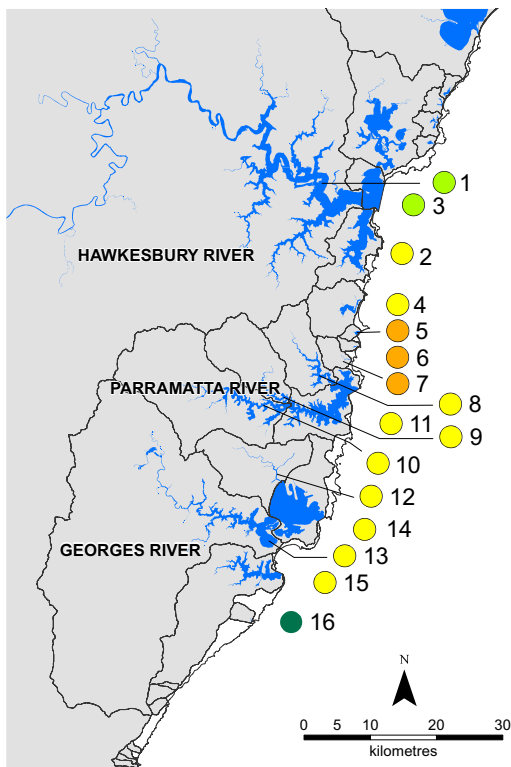 1
3
HAWKESBURY RIVER
2
4
5
6
7
PARRAMATTA RIVER
8
11
9
10
12
14
GEORGES RIVER
13
15
16
N
0 5 10 20 30
kilometres